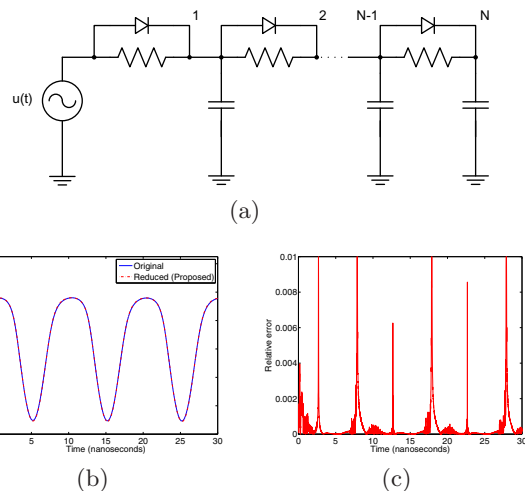 1
2
N-1
N
u(t)
(a)
Original
Reduced (Proposed)
5
10
15
20
25
30
Time (nanoseconds)
(b)
0.01
0.008
0.006
0.004
0.002
0
Relative error
0
5
10
15
20
25
30
Time (nanoseconds)
(c)